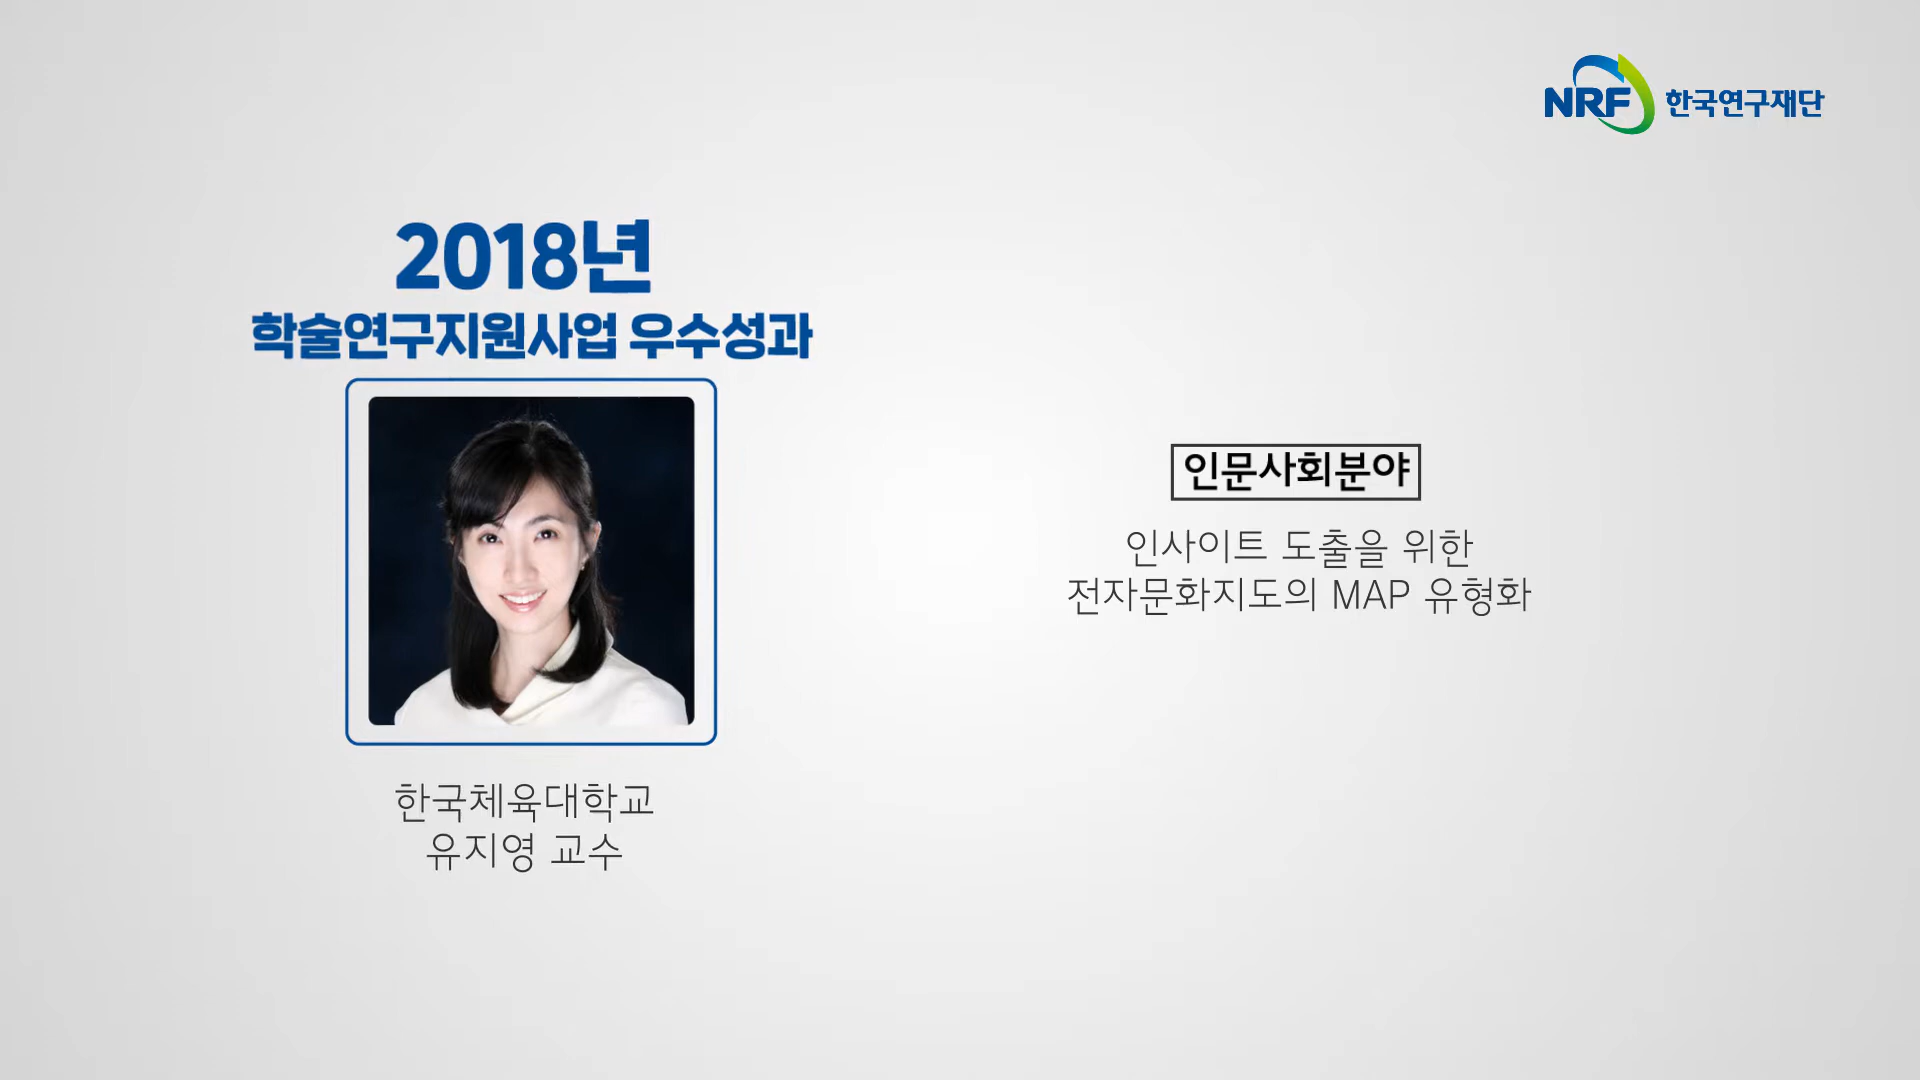 NRF 한국연구재단
2018년
학술연구지원사업 우수성과
한국체육대학교
유지영 교수
인문사회분야
인사이트 도출을 위한
전자문화지도의 MAP 유형화